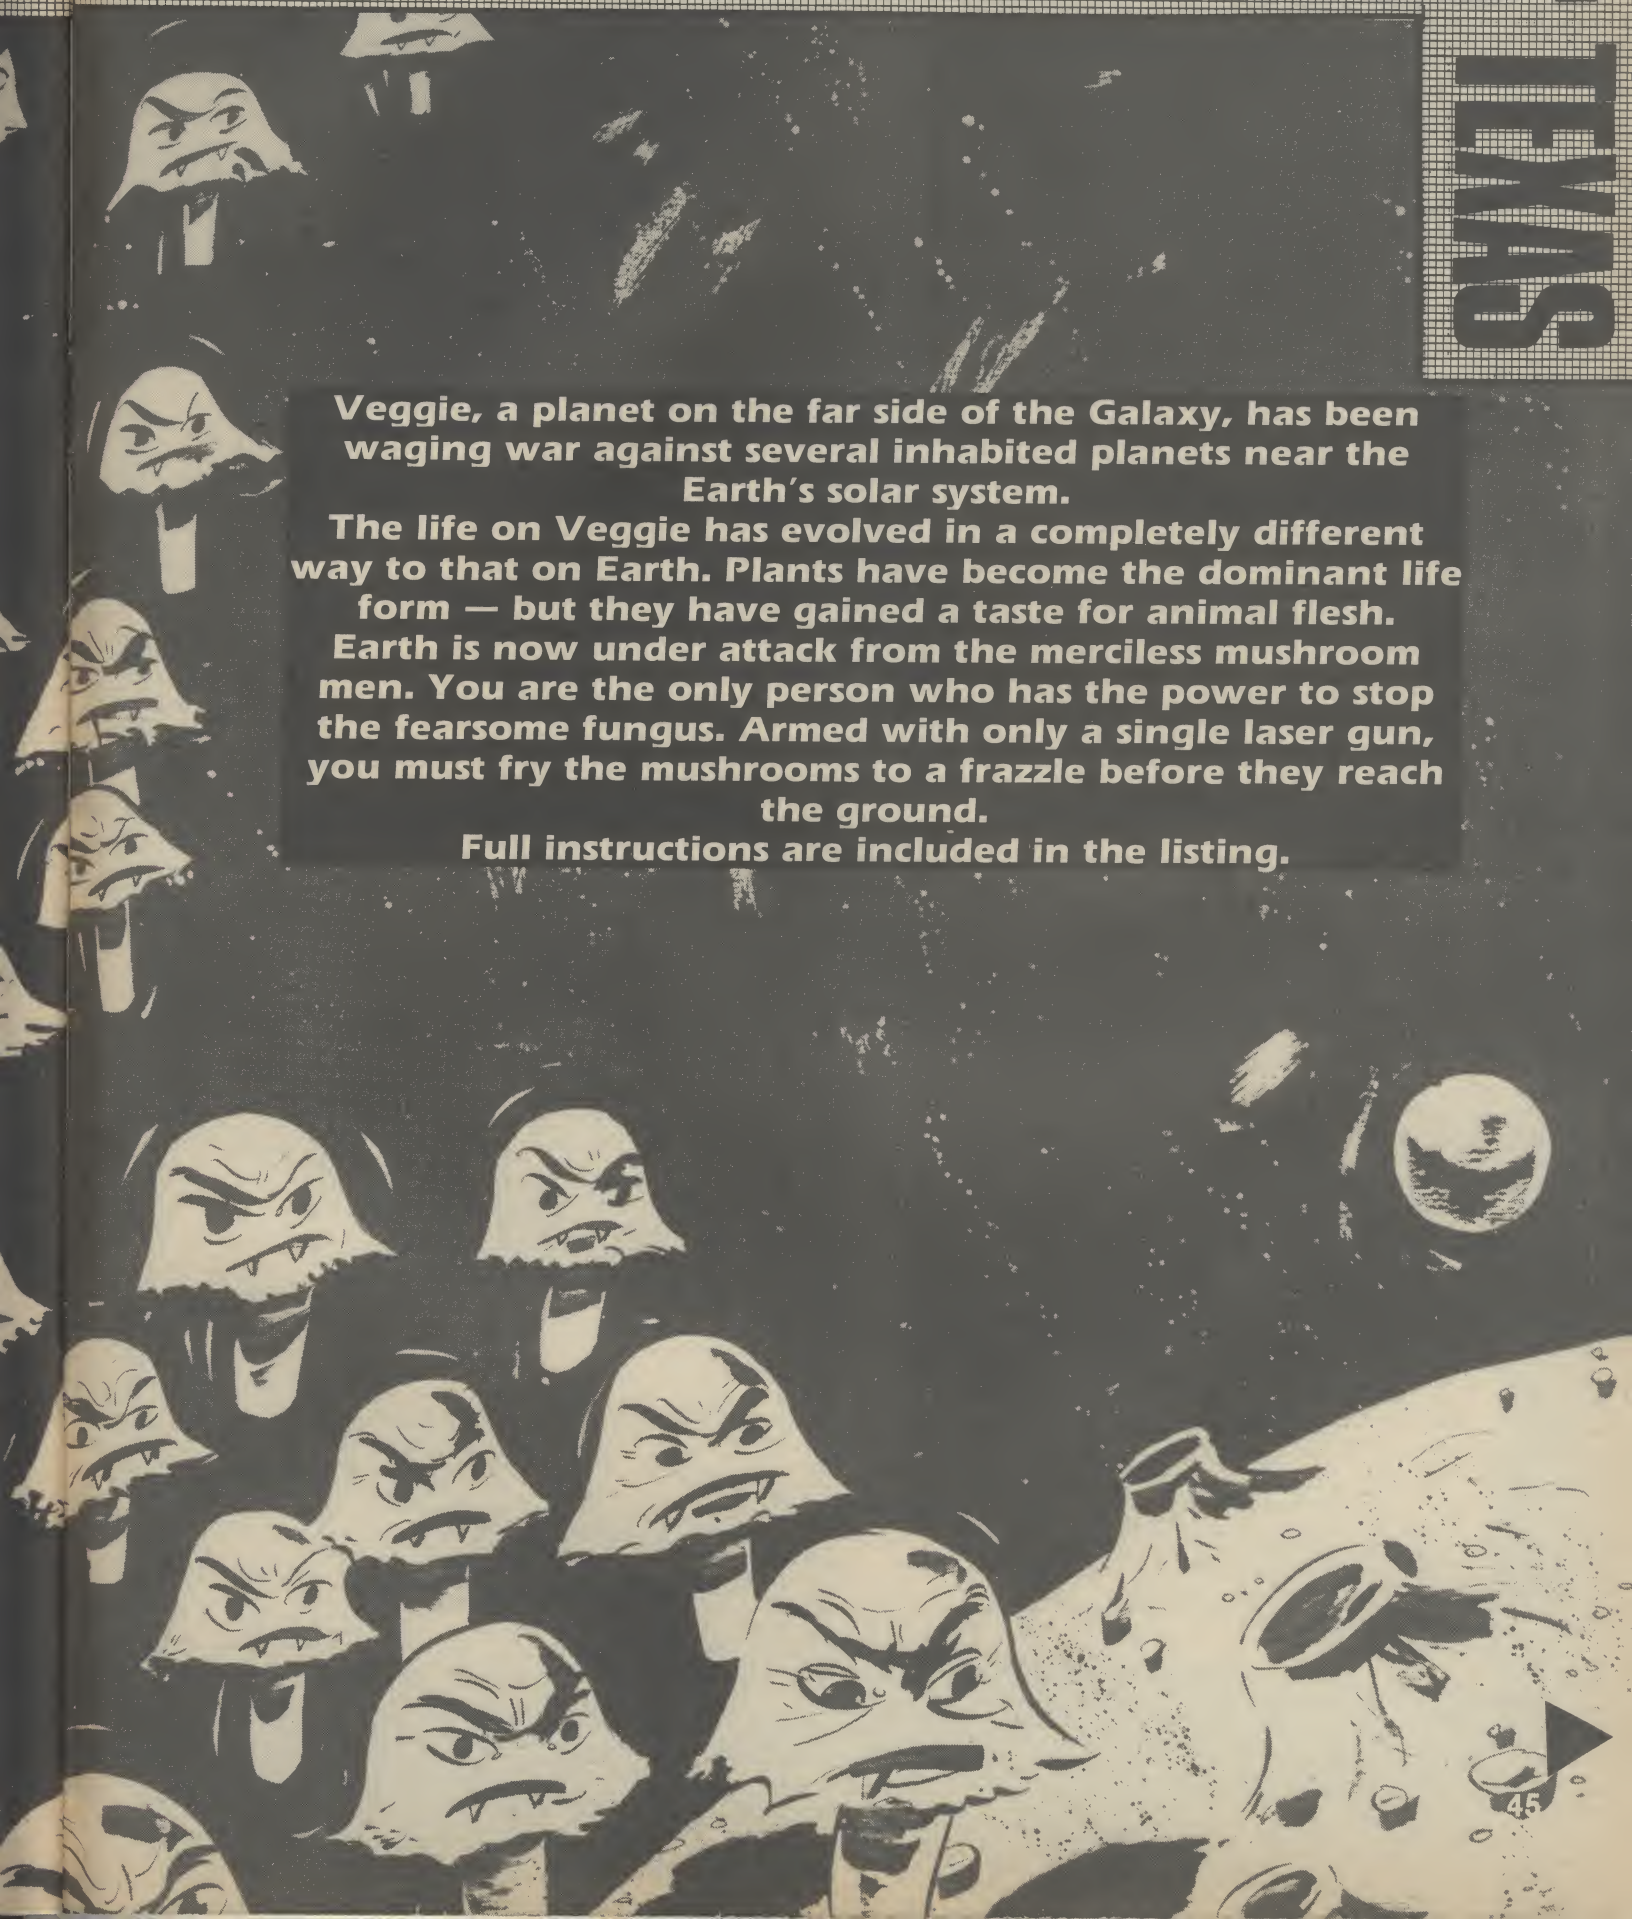 TEXAS
Veggie, a planet on the far side of the Galaxy, has been
waging war against several inhabited planets near the
Earth's solar system.
The life on Veggie has evolved in a completely different
way to that on Earth. Plants have become the dominant life
form — but they have gained a taste for animal flesh.
Earth is now under attack from the merciless mushroom
men. You are the only person who has the power to stop
the fearsome fungus. Armed with only a single laser gun,
you must fry the mushrooms to a frazzle before they reach
the ground.
Full instructions are included in the listing.
45